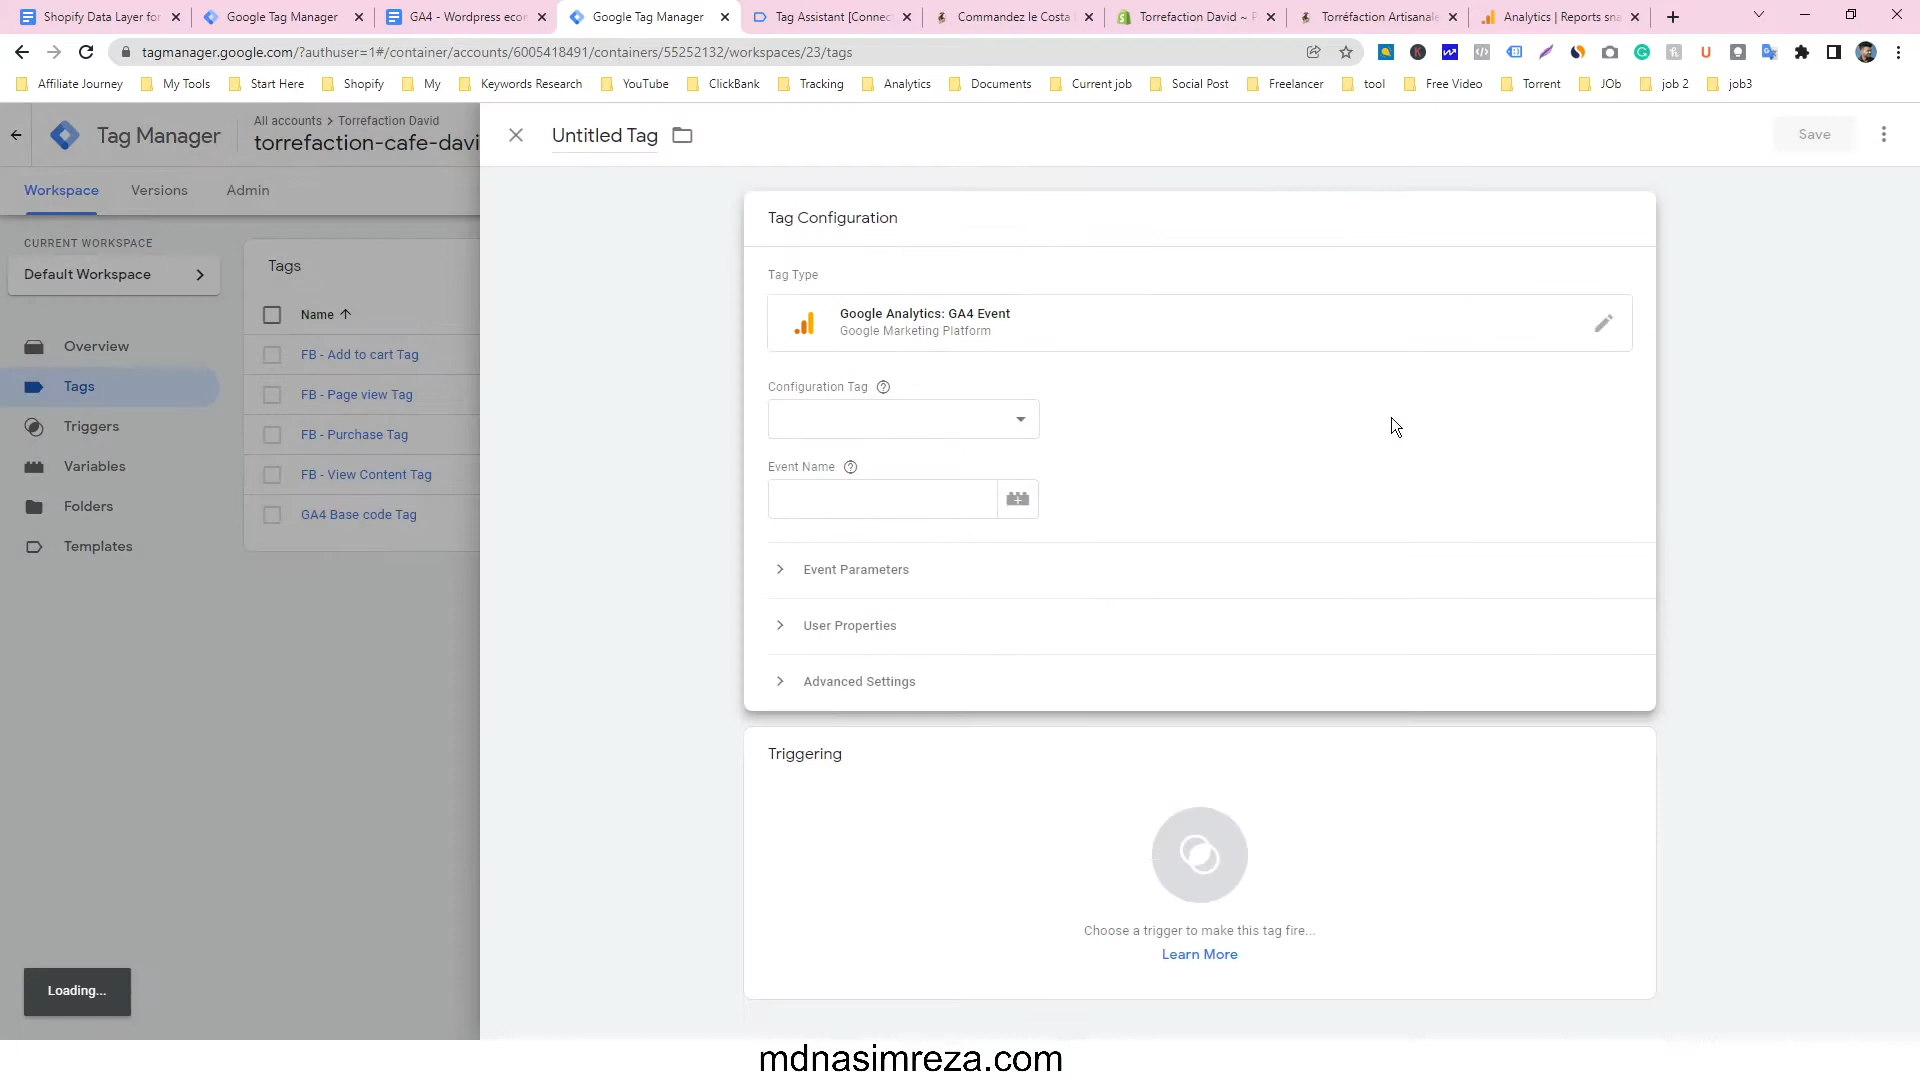 Shopify Data Layer for
Google Tag Manager
GA4 - Wordpress econ
Google Tag Manager
Tag Assistant [Connec
Commandez le Costa
Torrefaction David ~ P
Torréfaction Artisanale
Analytics | Reports sna
tagmanager.google.com/?authuser=1#/container/accounts/6005418491/containers/55252132/workspaces/23/tags
Affiliate Journey
My Tools
Start Here
Shopify
My
Keywords Research
YouTube
ClickBank
Tracking
Analytics
Documents
Current job
Social Post
Freelancer
tool
Free Video
Torrent
JOb
job 2
job3
Tag Manager
All accounts > Torrefaction David
torrefaction-cafe-davi
Workspace
Versions
Admin
CURRENT WORKSPACE
Default Workspace
Overview
Tags
Triggers
Variables
Folders
Templates
Tags
Name
FB - Add to cart Tag
FB - Page view Tag
FB - Purchase Tag
FB - View Content Tag
GA4 Base code Tag
Loading...
Untitled Tag
Save
Tag Configuration
Tag Type
Google Analytics: GA4 Event
Google Marketing Platform
Configuration Tag
Event Name
Event Parameters
User Properties
Advanced Settings
Triggering
Choose a trigger to make this tag fire...
Learn More
mdnasimreza.com